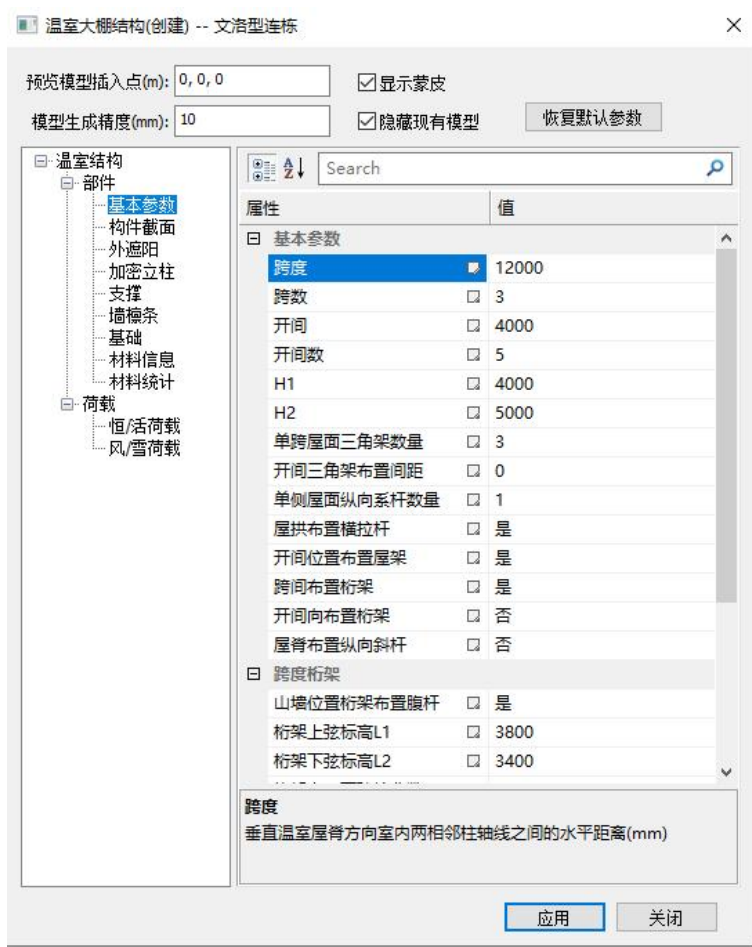 温室大棚结构(创建) -- 文洛型连栋
预览模型插入点(m): 0, 0, 0 显示蒙皮
模型生成精度(mm): 10 隐藏现有模型 恢复默认参数
温室结构
部件
基本参数
构件截面
外遮阳
加密立柱
支撑
墙檩条
基础
材料信息
材料统计
荷载
恒/活荷载
风/雪荷载
Search
属性 值
基本参数
跨度 12000
跨数 3
开间 4000
开间数 5
H1 4000
H2 5000
单跨屋面三角架数量 3
开间三角架布置间距 0
单侧屋面纵向系杆数量 1
屋拱布置横拉杆 是
开间位置布置屋架 是
跨间布置桁架 是
开间向布置桁架 否
屋脊布置纵向斜杆 否
跨度桁架
山墙位置桁架布置腹杆 是
桁架上弦标高L1 3800
桁架下弦标高L2 3400
跨度
垂直温室屋脊方向室内两相邻柱轴线之间的水平距离(mm)
应用 关闭